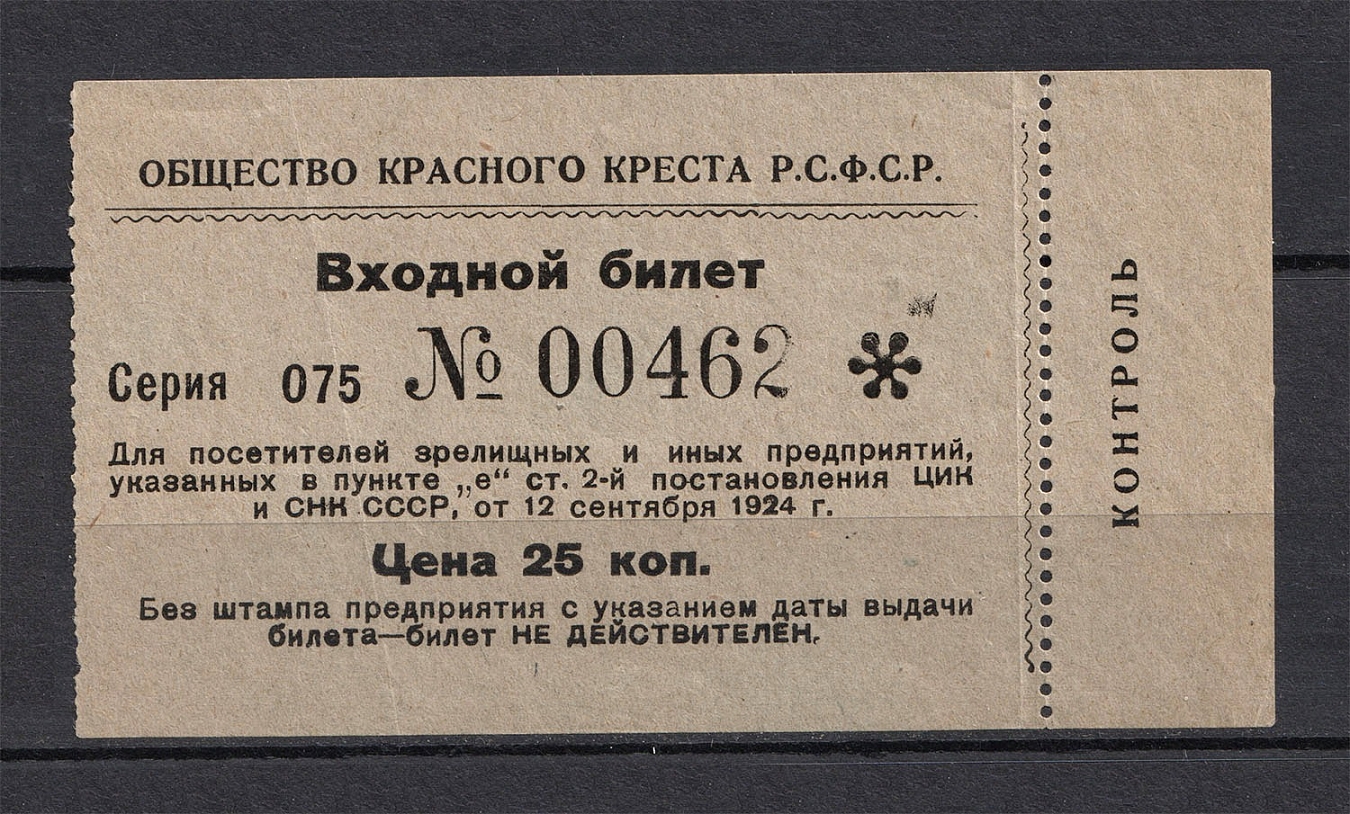 ОБЩЕСТВО КРАСНОГО КРЕСТА Р.С.Ф.С.Р.
Входной билет
Серия 075 № 00462 *
Для посетителей зрелищных и иных предприятий,
указанных в пункте „е“ ст. 2-й постановления ЦИК
и СНК СССР, от 12 сентября 1924 г.
Цена 25 коп.
Без штампа предприятия с указанием даты выдачи
билета—билет НЕ ДЕЙСТВИТЕЛЕН.
КОНТРОЛЬ